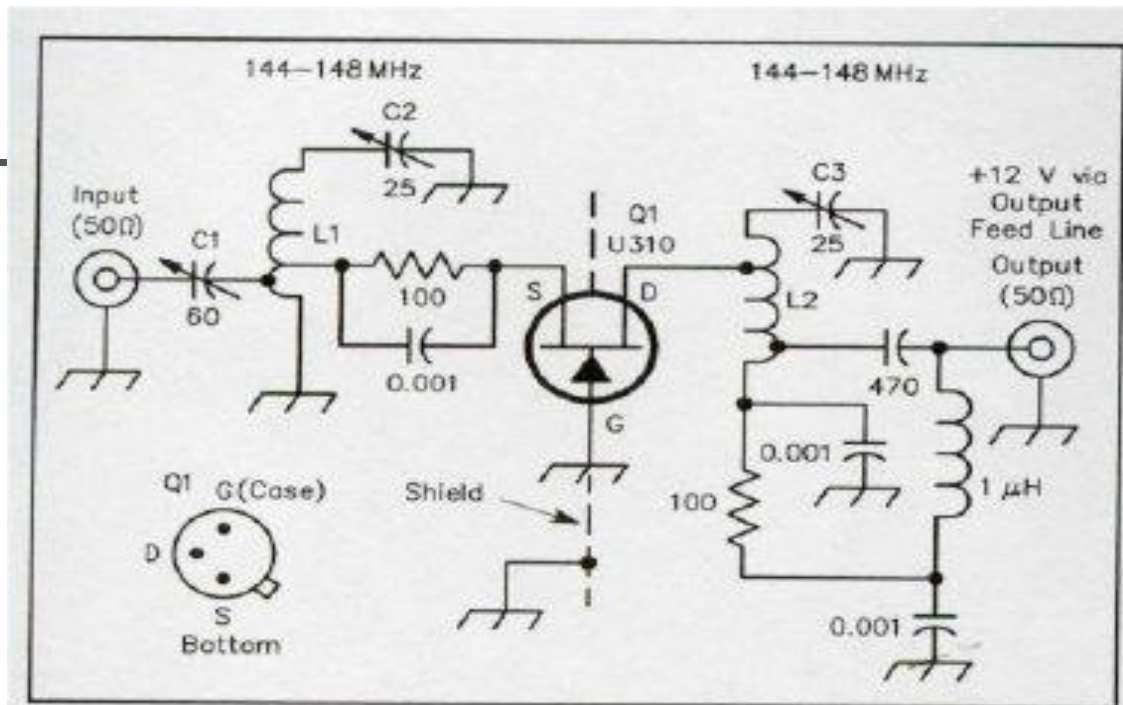 144–148 MHz
144–148 MHz
C2
25
Input
(50Ω)
C1
60
L1
100
0.001
Q1
U310
S
D
G
C3
25
L2
+12 V via
Output
Feed Line
Output
(50Ω)
470
0.001
100
1 µH
0.001
Shield
Q1
G(Case)
D
S
Bottom